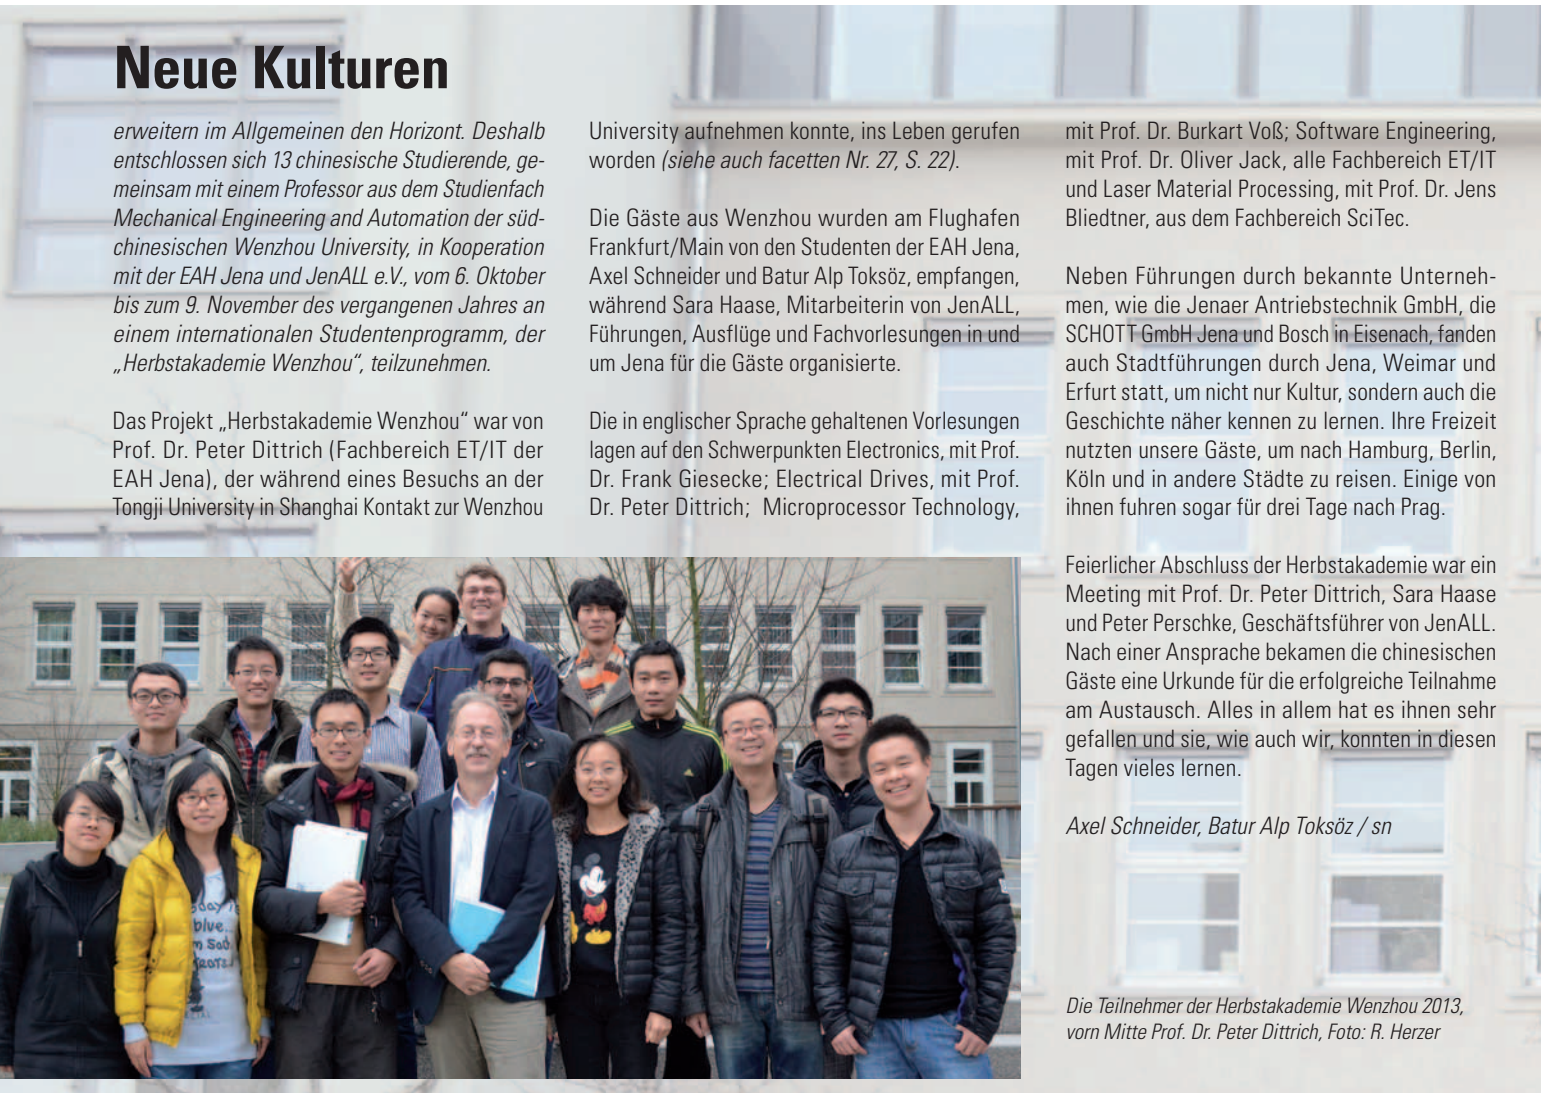 Neue Kulturen
erweitern im Allgemeinen den Horizont. Deshalb
entschlossen sich 13 chinesische Studierende, ge-
meinsam mit einem Professor aus dem Studienfach
Mechanical Engineering and Automation der süd-
chinesischen Wenzhou University, in Kooperation
mit der EAH Jena und JenALL e.V., vom 6. Oktober
bis zum 9. November des vergangenen Jahres an
einem internationalen Studentenprogramm, der
„Herbstakademie Wenzhou“, teilzunehmen.
Das Projekt „Herbstakademie Wenzhou“ war von
Prof. Dr. Peter Dittrich (Fachbereich ET/IT der
EAH Jena), der während eines Besuchs an der
Tongji University in Shanghai Kontakt zur Wenzhou
University aufnehmen konnte, ins Leben gerufen
worden (siehe auch facetten Nr. 27, S. 22).
Die Gäste aus Wenzhou wurden am Flughafen
Frankfurt/Main von den Studenten der EAH Jena,
Axel Schneider und Batur Alp Toksöz, empfangen,
während Sara Haase, Mitarbeiterin von JenALL,
Führungen, Ausflüge und Fachvorlesungen in und
um Jena für die Gäste organisierte.
Die in englischer Sprache gehaltenen Vorlesungen
lagen auf den Schwerpunkten Electronics, mit Prof.
Dr. Frank Giesecke; Electrical Drives, mit Prof.
Dr. Peter Dittrich; Microprocessor Technology,
mit Prof. Dr. Burkart Voß; Software Engineering,
mit Prof. Dr. Oliver Jack, alle Fachbereich ET/IT
und Laser Material Processing, mit Prof. Dr. Jens
Bliedtner, aus dem Fachbereich SciTec.
Neben Führungen durch bekannte Unterneh-
men, wie die Jenaer Antriebstechnik GmbH, die
SCHOTT GmbH Jena und Bosch in Eisenach, fanden
auch Stadtführungen durch Jena, Weimar und
Erfurt statt, um nicht nur Kultur, sondern auch die
Geschichte näher kennen zu lernen. Ihre Freizeit
nutzten unsere Gäste, um nach Hamburg, Berlin,
Köln und in andere Städte zu reisen. Einige von
ihnen fuhren sogar für drei Tage nach Prag.
Feierlicher Abschluss der Herbstakademie war ein
Meeting mit Prof. Dr. Peter Dittrich, Sara Haase
und Peter Perschke, Geschäftsführer von JenALL.
Nach einer Ansprache bekamen die chinesischen
Gäste eine Urkunde für die erfolgreiche Teilnahme
am Austausch. Alles in allem hat es ihnen sehr
gefallen und sie, wie auch wir, konnten in diesen
Tagen vieles lernen.
Axel Schneider, Batur Alp Toksöz / sn
Die Teilnehmer der Herbstakademie Wenzhou 2013,
vorn Mitte Prof. Dr. Peter Dittrich, Foto: R. Herzer
blue...